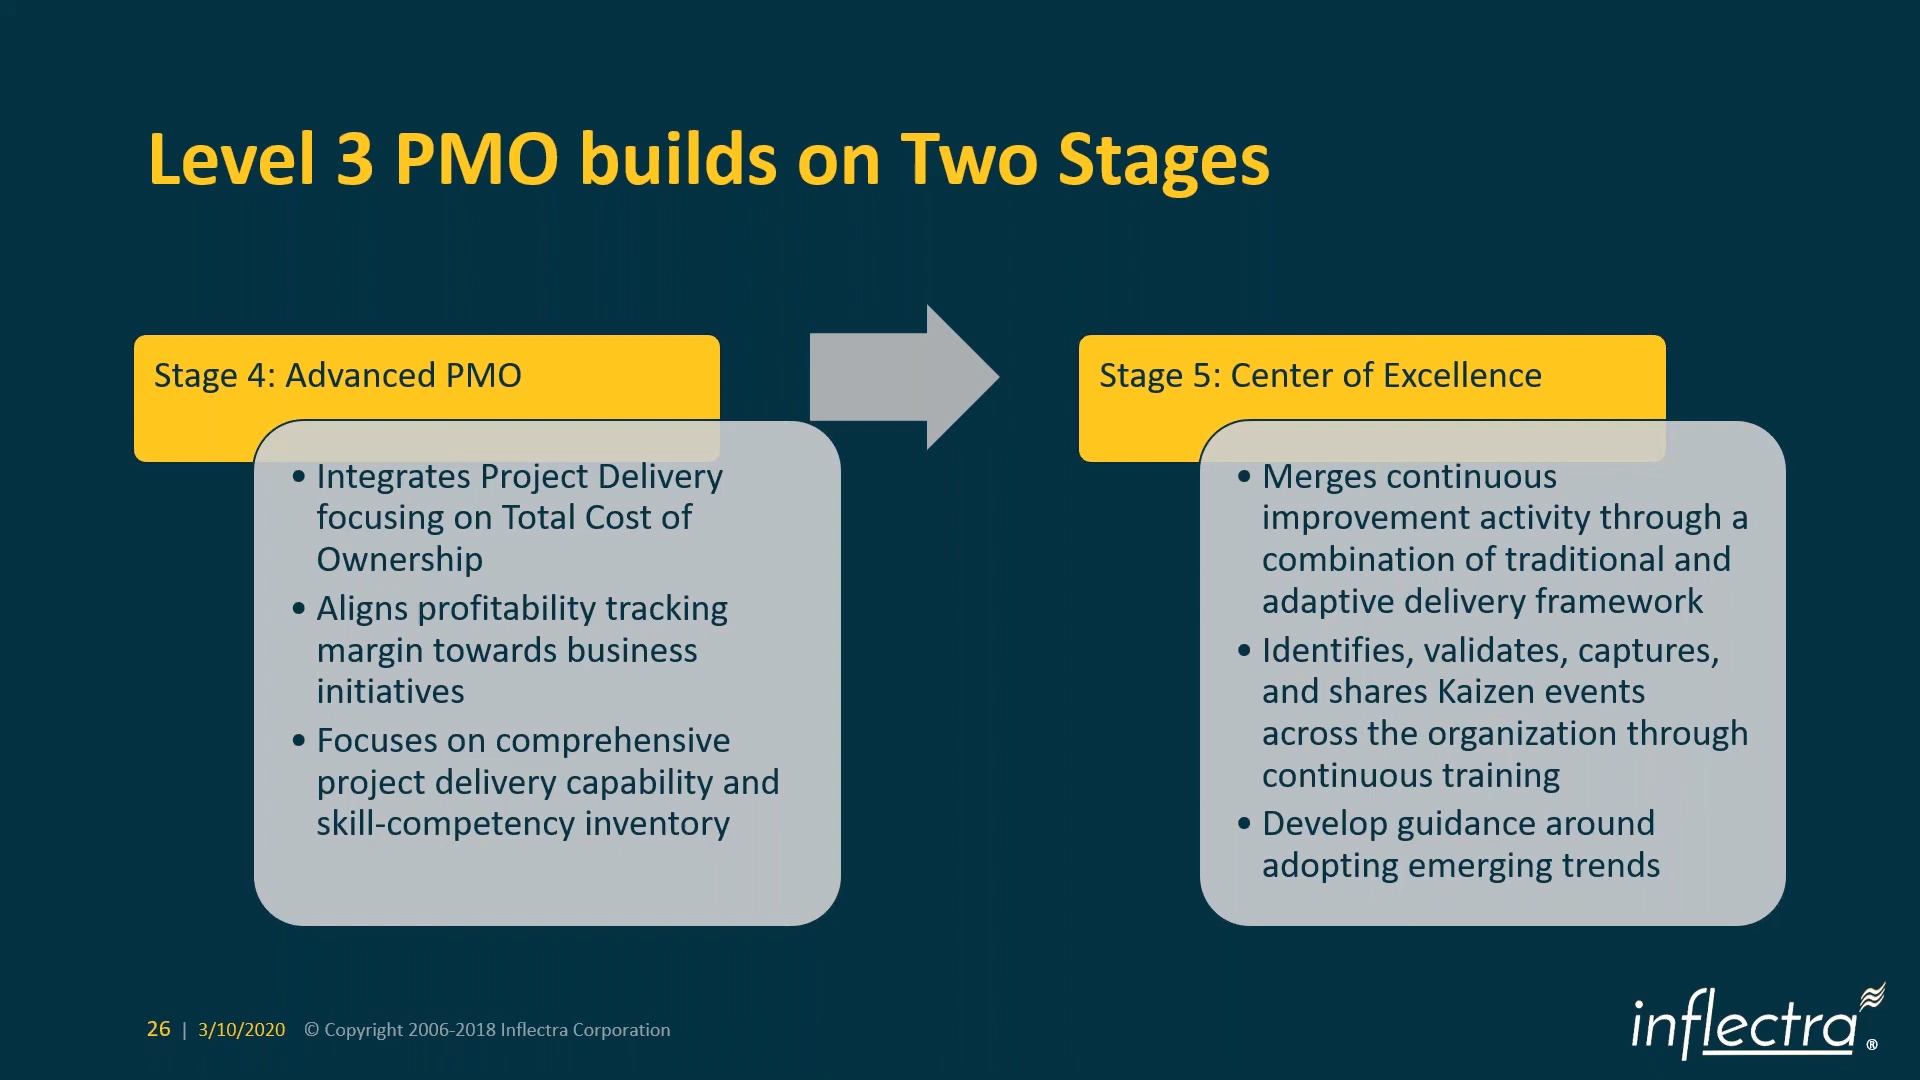 Level 3 PMO builds on Two Stages
Stage 4: Advanced PMO
• Integrates Project Delivery
focusing on Total Cost of
Ownership
• Aligns profitability tracking
margin towards business
initiatives
• Focuses on comprehensive
project delivery capability and
skill-competency inventory
Stage 5: Center of Excellence
• Merges continuous
improvement activity through a
combination of traditional and
adaptive delivery framework
• Identifies, validates, captures,
and shares Kaizen events
across the organization through
continuous training
• Develop guidance around
adopting emerging trends
26 | 3/10/2020 © Copyright 2006-2018 Inflectra Corporation
inflectra®